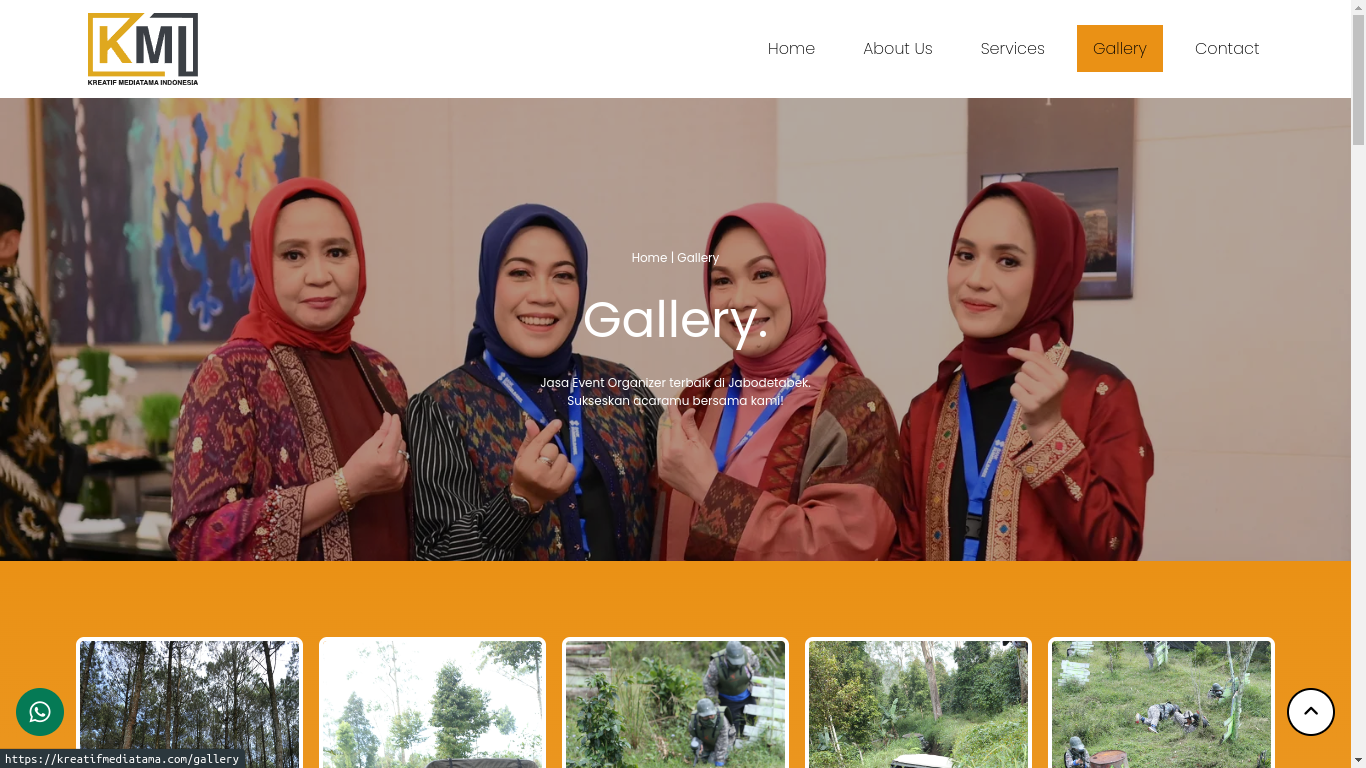 KMI
KREATIF MEDIATAMA INDONESIA
Home
About Us
Services
Gallery
Contact
Home | Gallery
Gallery.
Jasa Event Organizer terbaik di Jabodetabek.
Sukseskan acaramu bersama kami!
https://kreatifmediatama.com/gallery